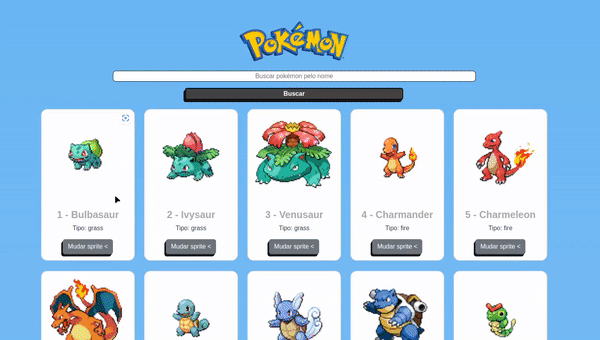 POKÉMON
Buscar pokémon pelo nome
Buscar
1 - Bulbasaur
2 - Ivysaur
3 - Venusaur
4 - Charmander
5 - Charmeleon
Tipo: grass
Tipo: grass
Tipo: grass
Tipo: fire
Tipo: fire
Mudar sprite <
Mudar sprite <
Mudar sprite <
Mudar sprite <
Mudar sprite <